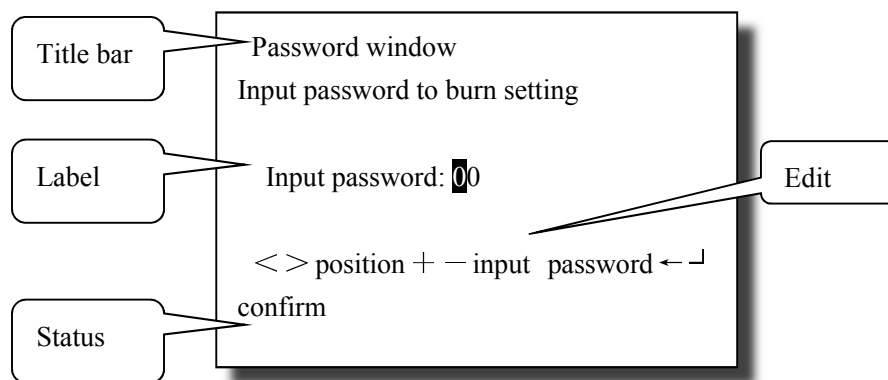 Title bar
Password window
Input password to burn setting
Label
Input password: 00
Edit
＜＞position＋－input password←┘
confirm
Status